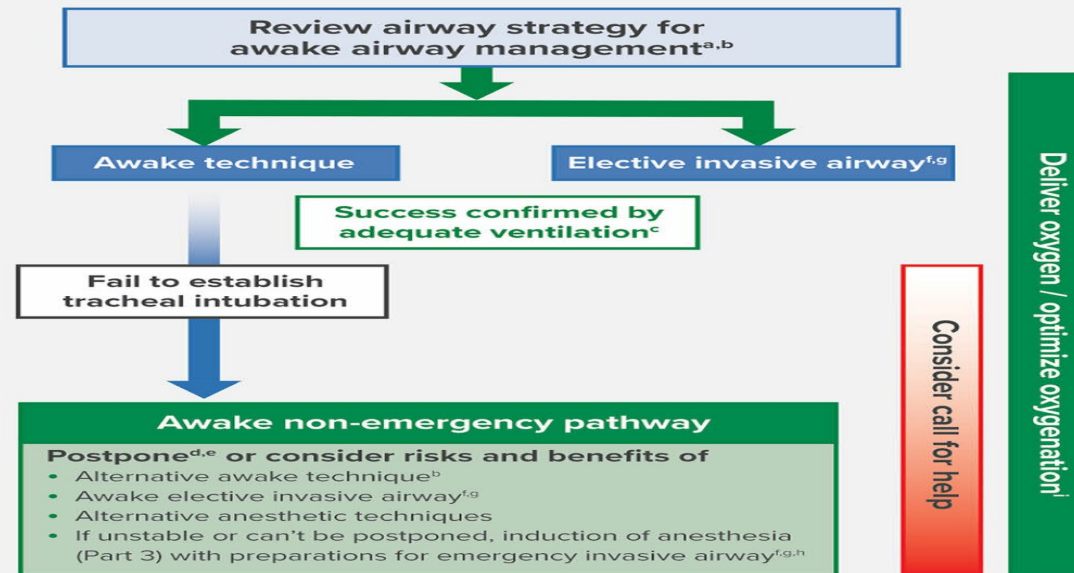 Review airway strategy for
awake airway managementᵃ,ᵇ
Awake technique
Elective invasive airwayᶠ,ᵍ
Success confirmed by
adequate ventilationᶜ
Fail to establish
tracheal intubation
Awake non-emergency pathway
Postponeᵈ,ᵉ or consider risks and benefits of
• Alternative awake techniqueᵇ
• Awake elective invasive airwayᶠ,ᵍ
• Alternative anesthetic techniques
• If unstable or can’t be postponed, induction of anesthesia
(Part 3) with preparations for emergency invasive airwayᶠ,ᵍ,ʰ
Consider call for help
Deliver oxygen / optimize oxygenationⁱ